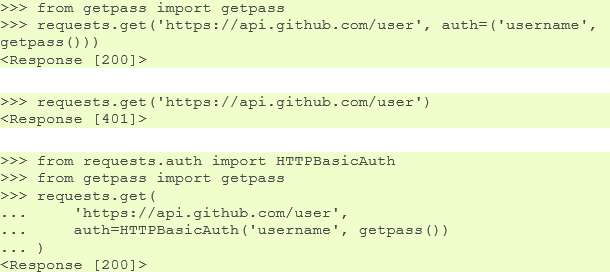 >>> from getpass import getpass
>>> requests.get('https://api.github.com/user', auth=('username',
getpass()))
<Response [200]>
>>> requests.get('https://api.github.com/user')
<Response [401]>
>>> from requests.auth import HTTPBasicAuth
>>> from getpass import getpass
>>> requests.get(
...     'https://api.github.com/user',
...     auth=HTTPBasicAuth('username', getpass())
... )
<Response [200]>